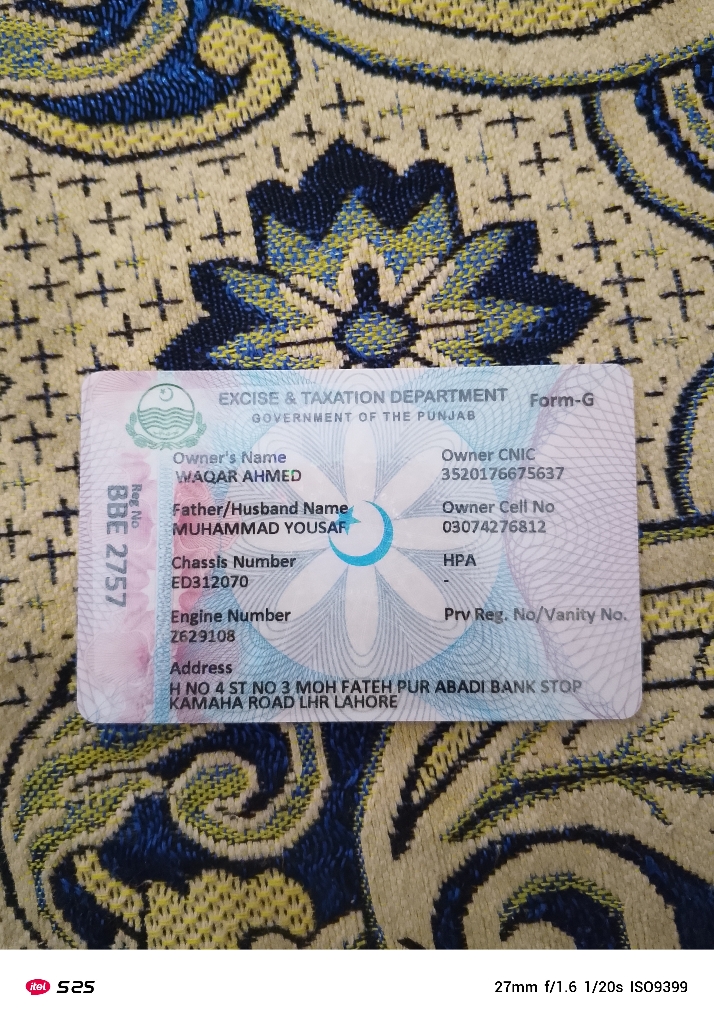 EXCISE & TAXATION DEPARTMENT Form-G
GOVERNMENT OF THE PUNJAB
Reg No
BBE 2757
Owner's Name
WAQAR AHMED
Owner CNIC
3520176675637
Father/Husband Name
MUHAMMAD YOUSAF
Owner Cell No
03074276812
Chassis Number
ED312070
HPA
-
Engine Number
Z629108
Prv Reg. No/Vanity No.
Address
H NO 4 ST NO 3 MOH FATEH PUR ABADI BANK STOP
KAMAHA ROAD LHR LAHORE
itel S25
27mm f/1.6 1/20s ISO9399